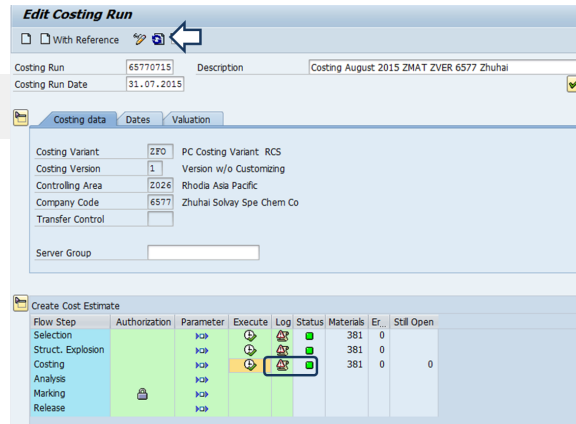 Edit Costing Run
With Reference
Costing Run 65770715 Description Costing August 2015 ZMAT ZVER 6577 Zhuhai
Costing Run Date 31.07.2015
Costing data Dates Valuation
Costing Variant ZFO PC Costing Variant RCS
Costing Version 1 Version w/o Customizing
Controlling Area Z026 Rhodia Asia Pacific
Company Code 6577 Zhuhai Solvay Spe Chem Co
Transfer Control
Server Group
Create Cost Estimate
Flow Step Authorization Parameter Execute Log Status Materials Er... Still Open
Selection 381 0
Struct. Explosion 381 0
Costing 381 0 0
Analysis
Marking
Release